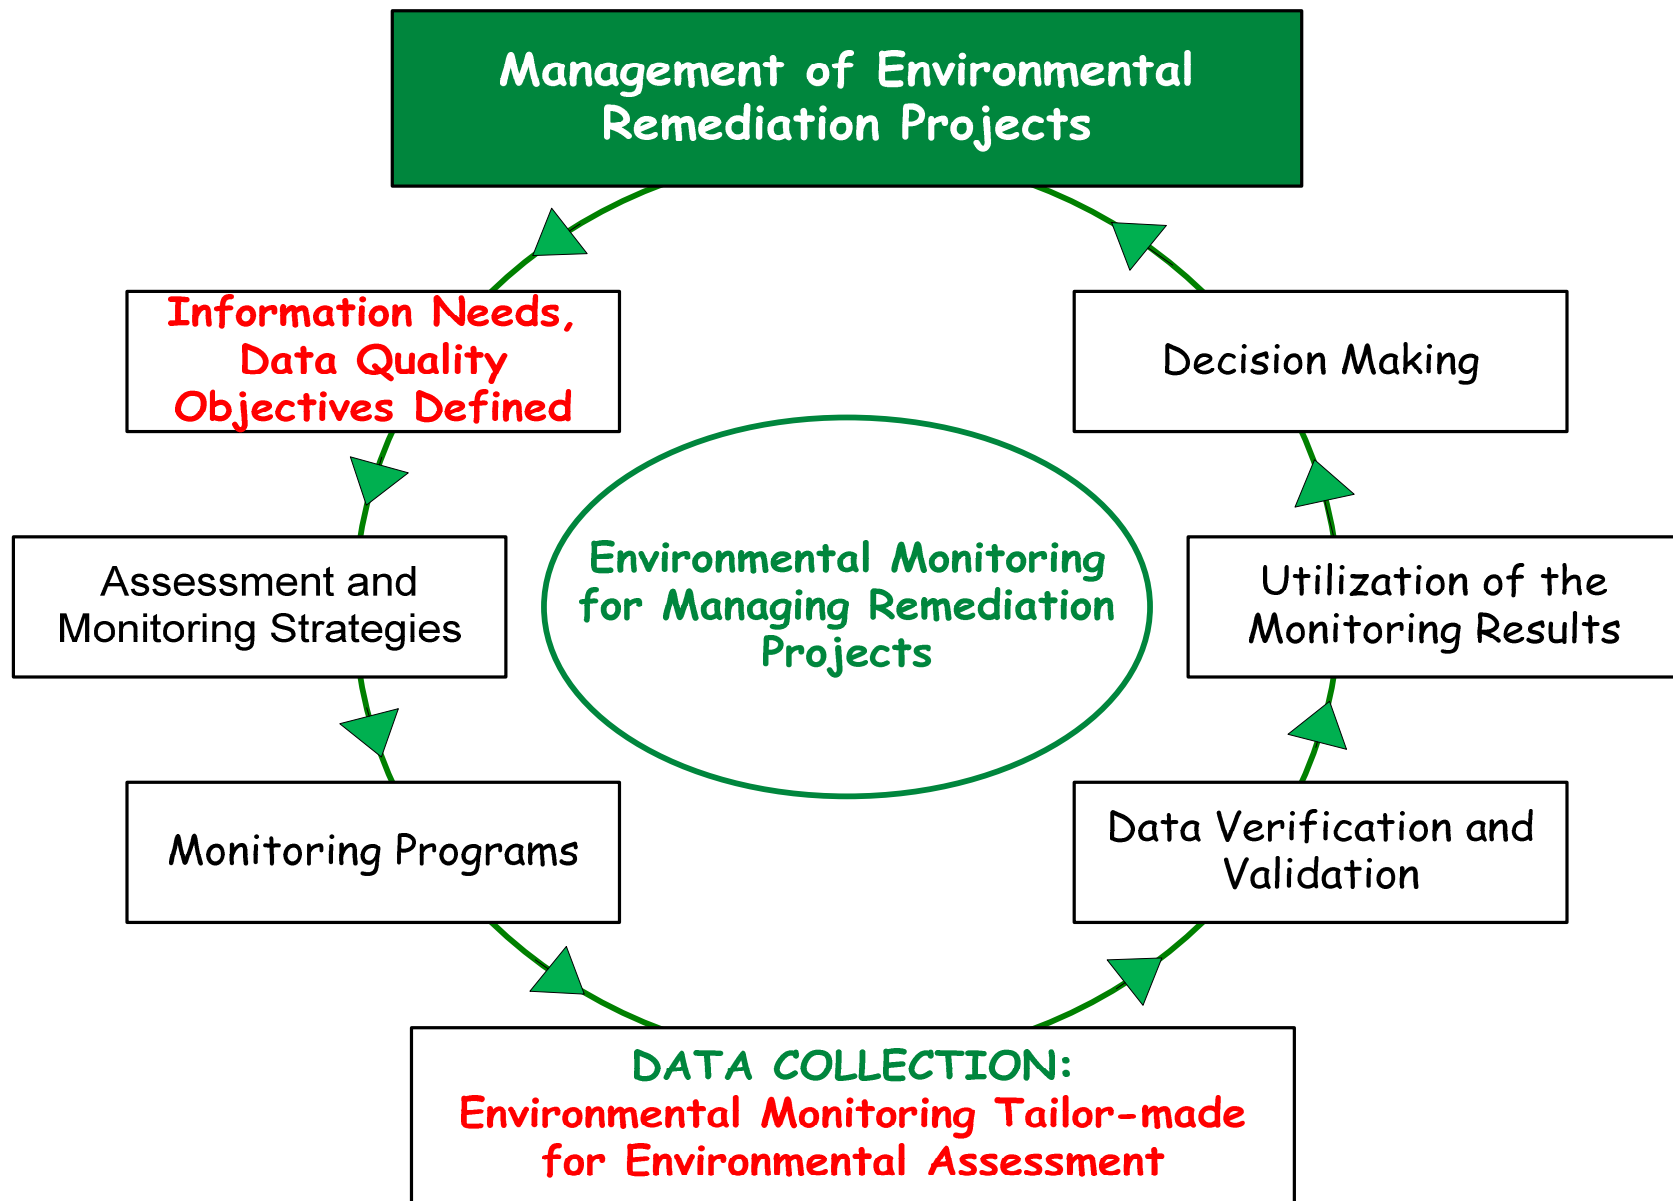 Management of Environmental
Remediation Projects
Information Needs,
Data Quality
Objectives Defined
Decision Making
Environmental Monitoring
for Managing Remediation
Projects
Assessment and
Monitoring Strategies
Utilization of the
Monitoring Results
Monitoring Programs
Data Verification and
Validation
DATA COLLECTION:
Environmental Monitoring Tailor-made
for Environmental Assessment